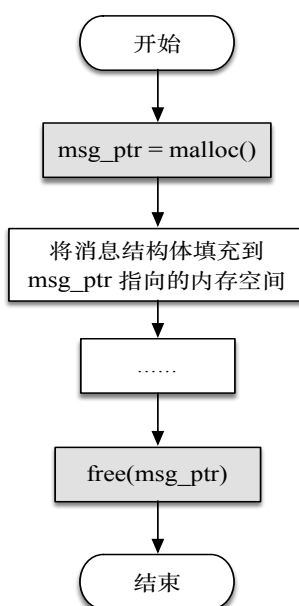 开始
msg_ptr = malloc()
将消息结构体填充到
msg_ptr 指向的内存空间
……
free(msg_ptr)
结束